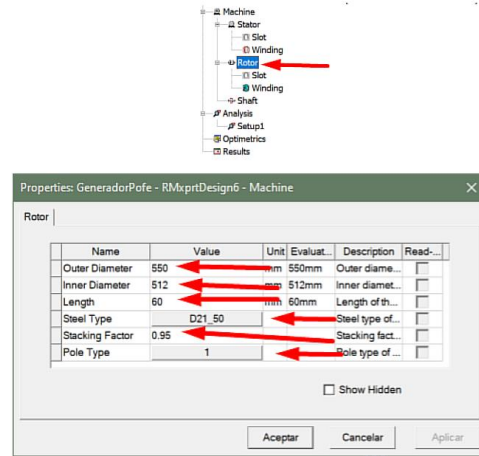 Machine
Stator
Slot
Winding
Rotor
Slot
Winding
Shaft
Analysis
Setup1
Optimetrics
Results
Properties: GeneradorPofe - RMxprtDesign6 - Machine
Rotor
Name Value Unit Evaluat... Description Read-...
Outer Diameter 550 mm 550mm Outer diame...
Inner Diameter 512 mm 512mm Inner diamet...
Length 60 mm 60mm Length of th...
Steel Type D21_50 Steel type of...
Stacking Factor 0.95 Stacking fact...
Pole Type 1 Pole type of ...
Show Hidden
Aceptar Cancelar Aplicar